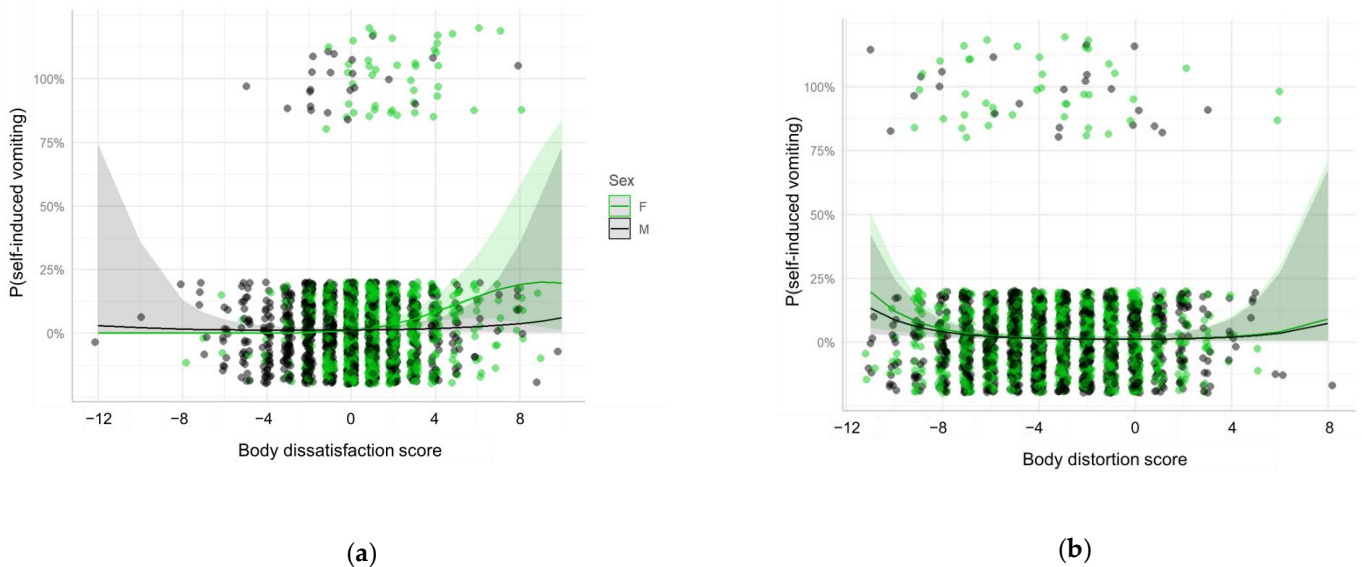 P(self-induced vomiting)
100%
75%
50%
25%
0%
−12 −8 −4 0 4 8
Body dissatisfaction score
Sex
F
M
(a)
P(self-induced vomiting)
100%
75%
50%
25%
0%
−12 −8 −4 0 4 8
Body distortion score
(b)